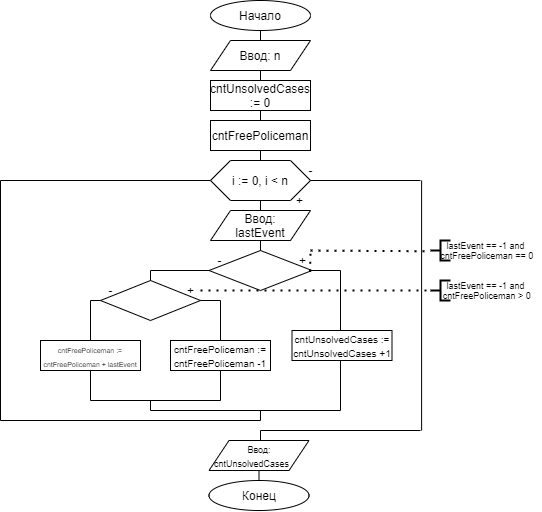 Начало
Ввод: n
cntUnsolvedCases
:= 0
cntFreePoliceman
i := 0, i < n
-
+
Ввод:
lastEvent
-
+
lastEvent == -1 and
cntFreePoliceman == 0
-
+
lastEvent == -1 and
cntFreePoliceman > 0
cntFreePoliceman :=
cntFreePoliceman + lastEvent
cntFreePoliceman :=
cntFreePoliceman -1
cntUnsolvedCases :=
cntUnsolvedCases +1
Ввод:
cntUnsolvedCases
Конец